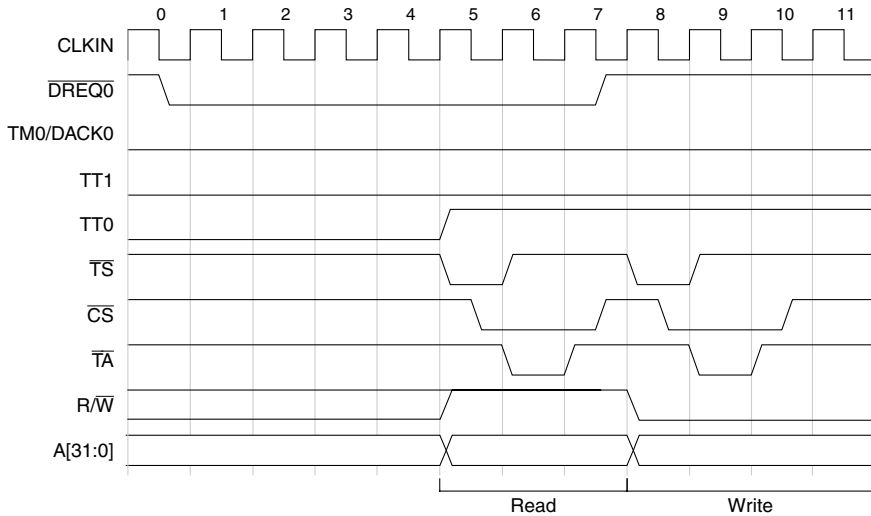 0 1 2 3 4 5 6 7 8 9 10 11
CLKIN
DREQ0
TM0/DACK0
TT1
TT0
TS
CS
TA
R/W
A[31:0]
Read Write